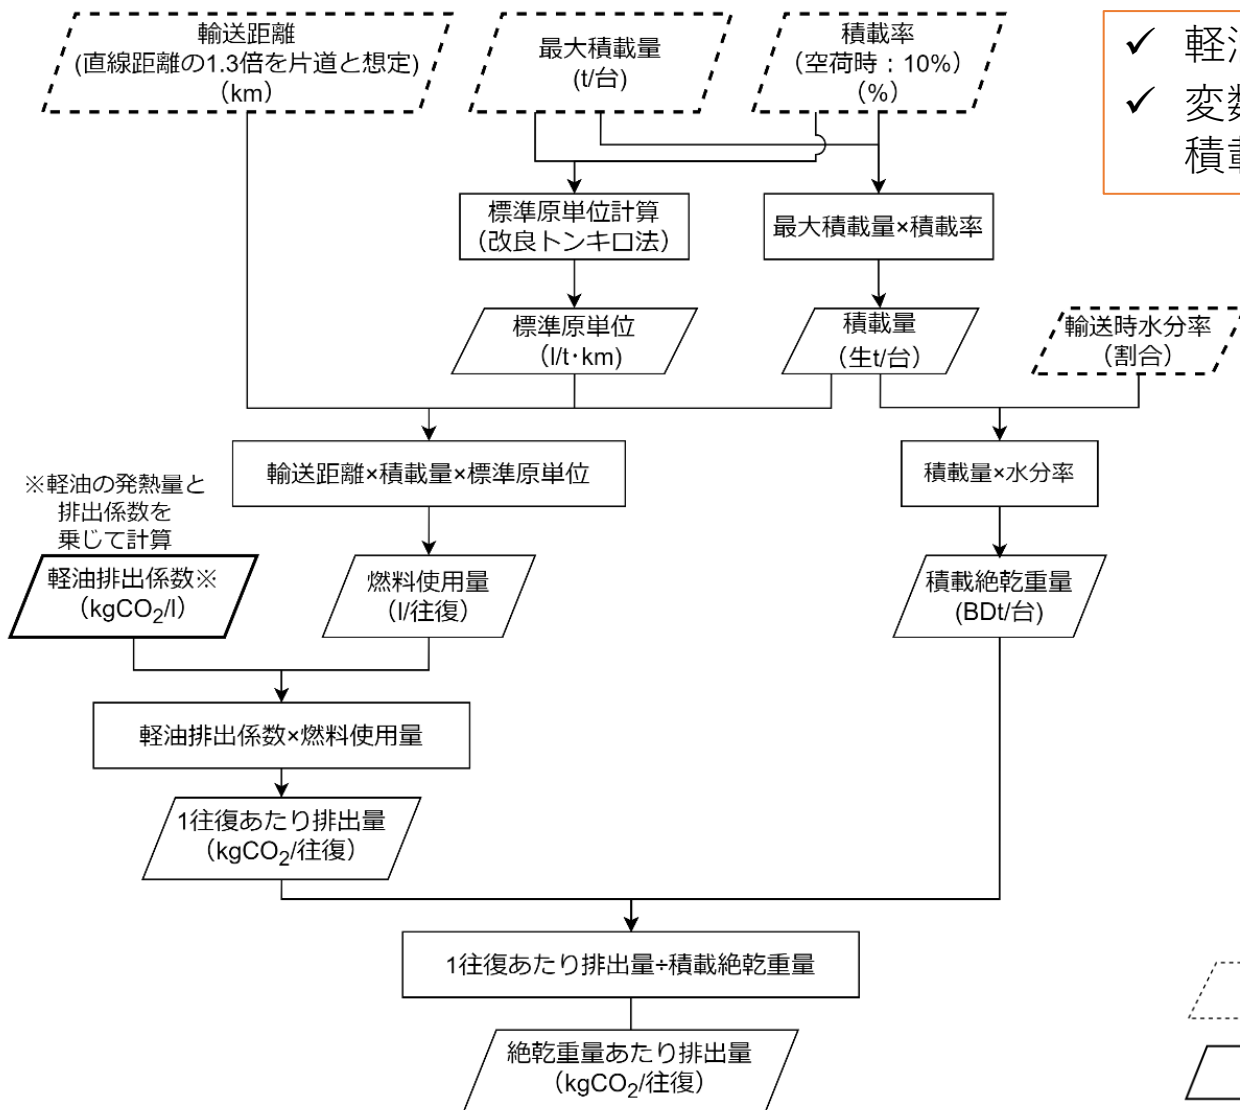 輸送距離
(直線距離の1.3倍を片道と想定)
（km）
最大積載量
(t/台)
積載率
（空荷時：10%）
（%）
✓ 軽
✓ 変数
積載
標準原単位計算
（改良トンキロ法）
最大積載量×積載率
標準原単位
（l/t･km)
積載量
（生t/台）
輸送時水分率
（割合）
輸送距離×積載量×標準原単位
積載量×水分率
※軽油の発熱量と
排出係数を
乗じて計算
軽油排出係数※
（kgCO₂/l）
燃料使用量
（l/往復）
積載絶乾重量
(BDt/台)
軽油排出係数×燃料使用量
1往復あたり排出量
（kgCO₂/往復）
1往復あたり排出量÷積載絶乾重量
絶乾重量あたり排出量
（kgCO₂/往復）